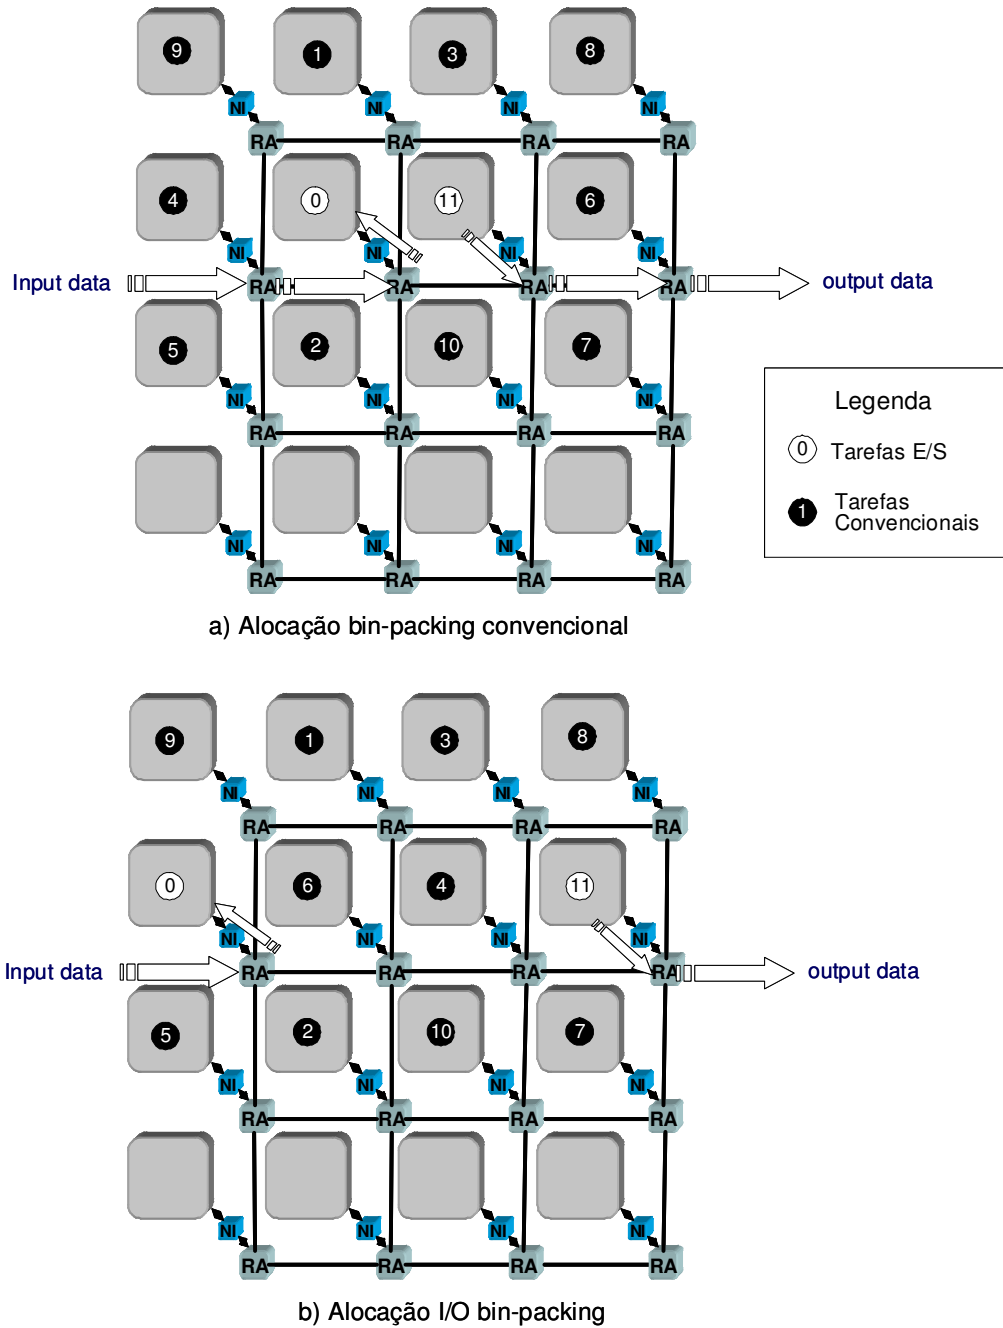 9 1 3 8
NI NI NI NI
RA RA RA RA
4 0 11 6
NI NI NI NI
Input data RA RA RA RA output data
5 2 10 7
NI NI NI NI
RA RA RA RA
NI NI NI NI
RA RA RA RA
Legenda
0 Tarefas E/S
1 Tarefas
Convencionais
a) Alocação bin-packing convencional
9 1 3 8
NI NI NI NI
RA RA RA RA
0 6 4 11
NI NI NI NI
Input data RA RA RA RA output data
5 2 10 7
NI NI NI NI
RA RA RA RA
NI NI NI NI
RA RA RA RA
b) Alocação I/O bin-packing